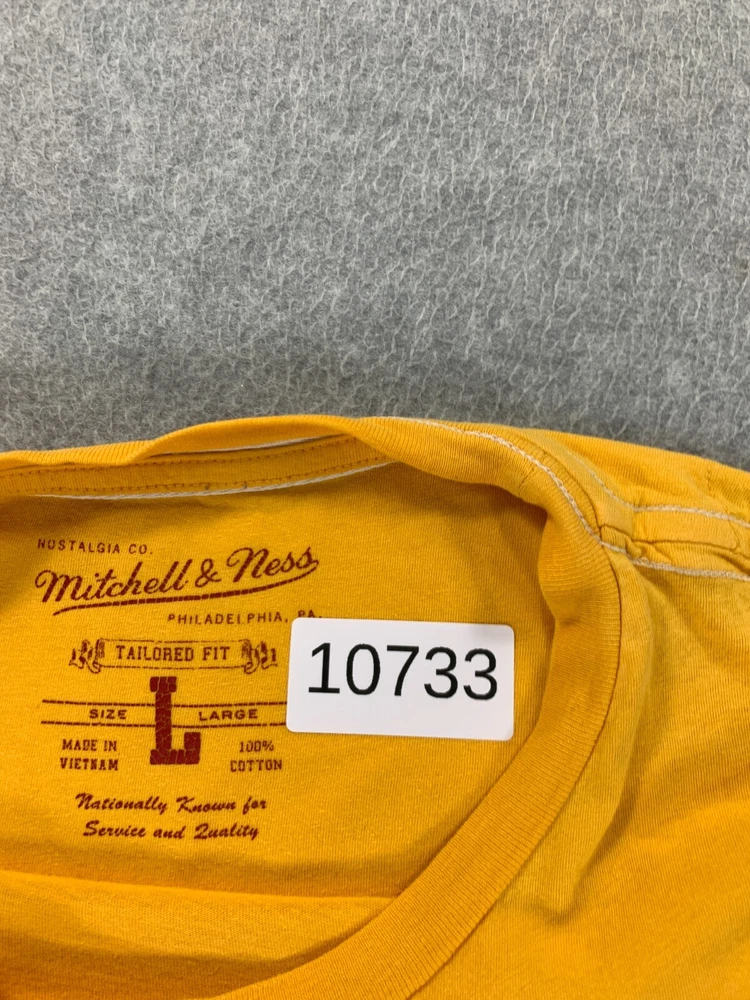 NOSTALGIA CO.
Mitchell & Ness
PHILADELPHIA, PA.
TAILORED FIT
10733
SIZE L LARGE
MADE IN VIETNAM
100% COTTON
Nationally Known for
Service and Quality